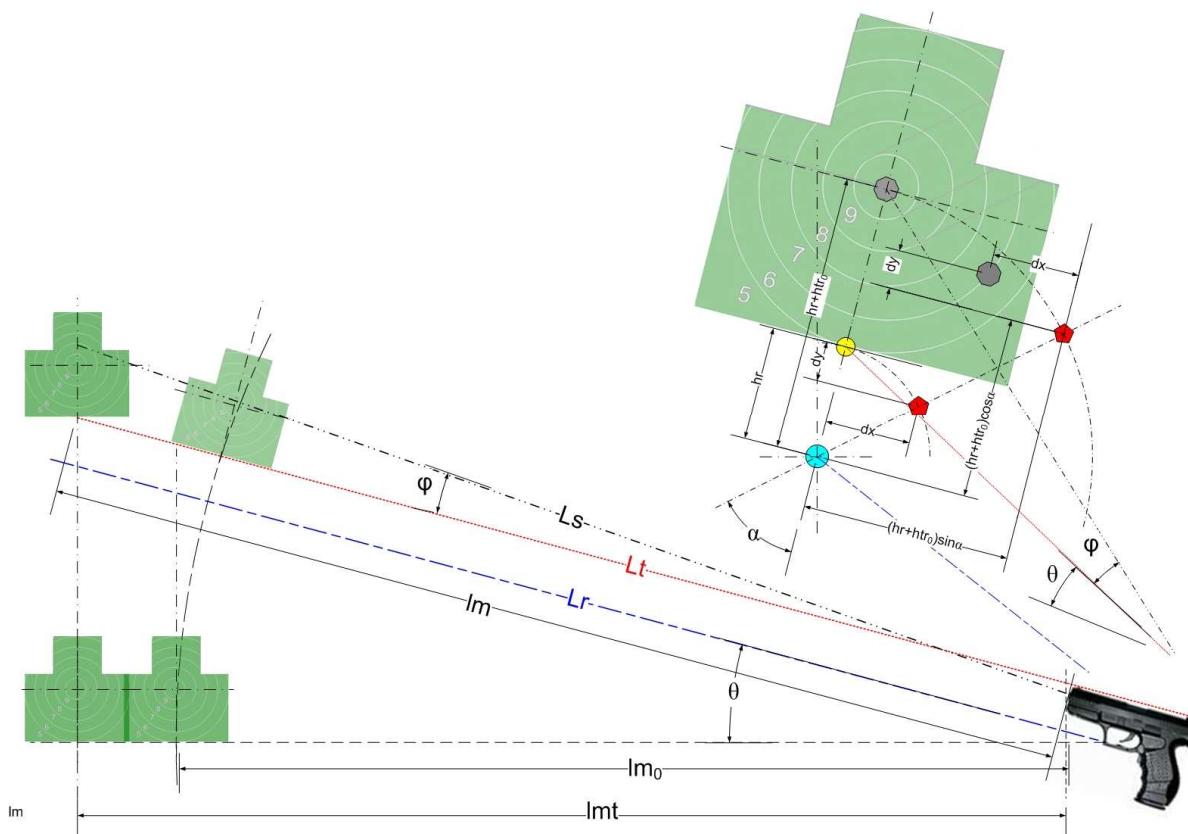 9
8
7
6
5
hr+htr₀
dy
dx
hr
dy
dx
(hr+htr₀)cosα
(hr+htr₀)sinα
α
φ
θ
φ
Ls
Lt
Lr
lm
θ
lm₀
lmt
lm